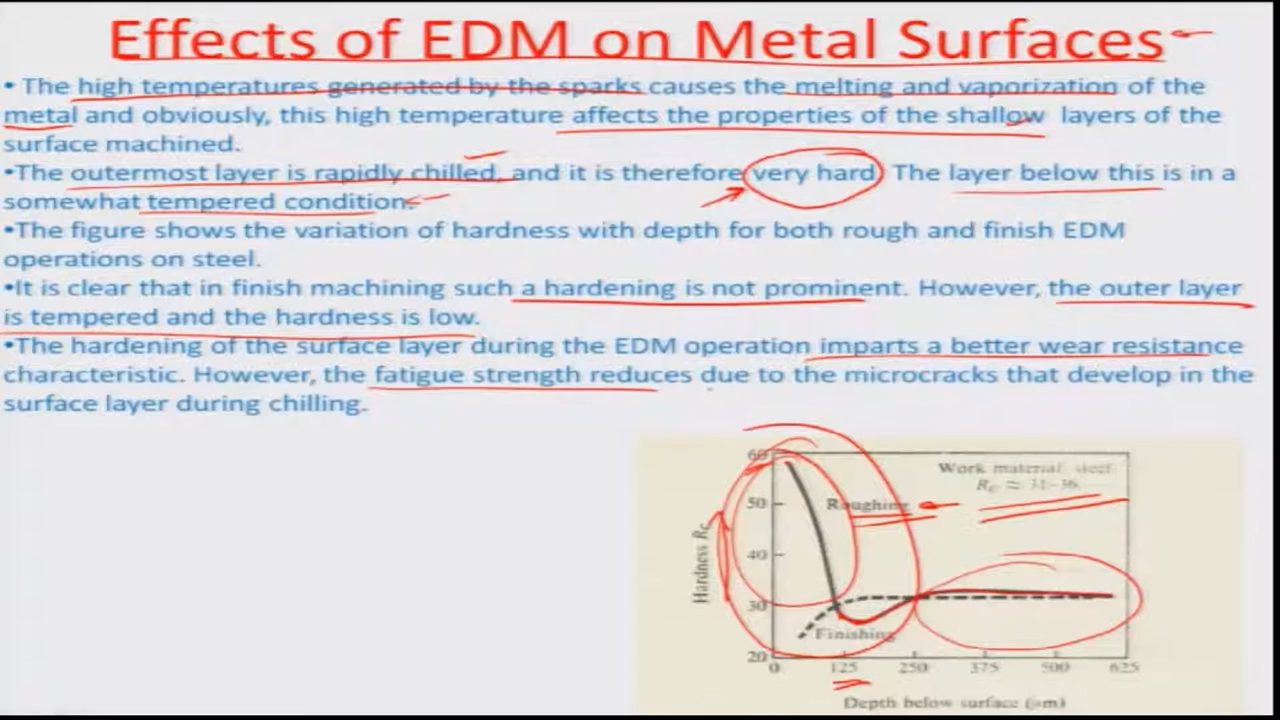 Effects of EDM on Metal Surfaces
• The high temperatures generated by the sparks causes the melting and vaporization of the
metal and obviously, this high temperature affects the properties of the shallow layers of the
surface machined.
•The outermost layer is rapidly chilled, and it is therefore very hard. The layer below this is in a
somewhat tempered condition.
•The figure shows the variation of hardness with depth for both rough and finish EDM
operations on steel.
•It is clear that in finish machining such a hardening is not prominent. However, the outer layer
is tempered and the hardness is low.
•The hardening of the surface layer during the EDM operation imparts a better wear resistance
characteristic. However, the fatigue strength reduces due to the microcracks that develop in the
surface layer during chilling.
60
Work material: steel
Rc ≈ 31-36
50
Roughing
40
Hardness Rc
30
Finishing
20
0 125 250 375 500 625
Depth below surface (μm)